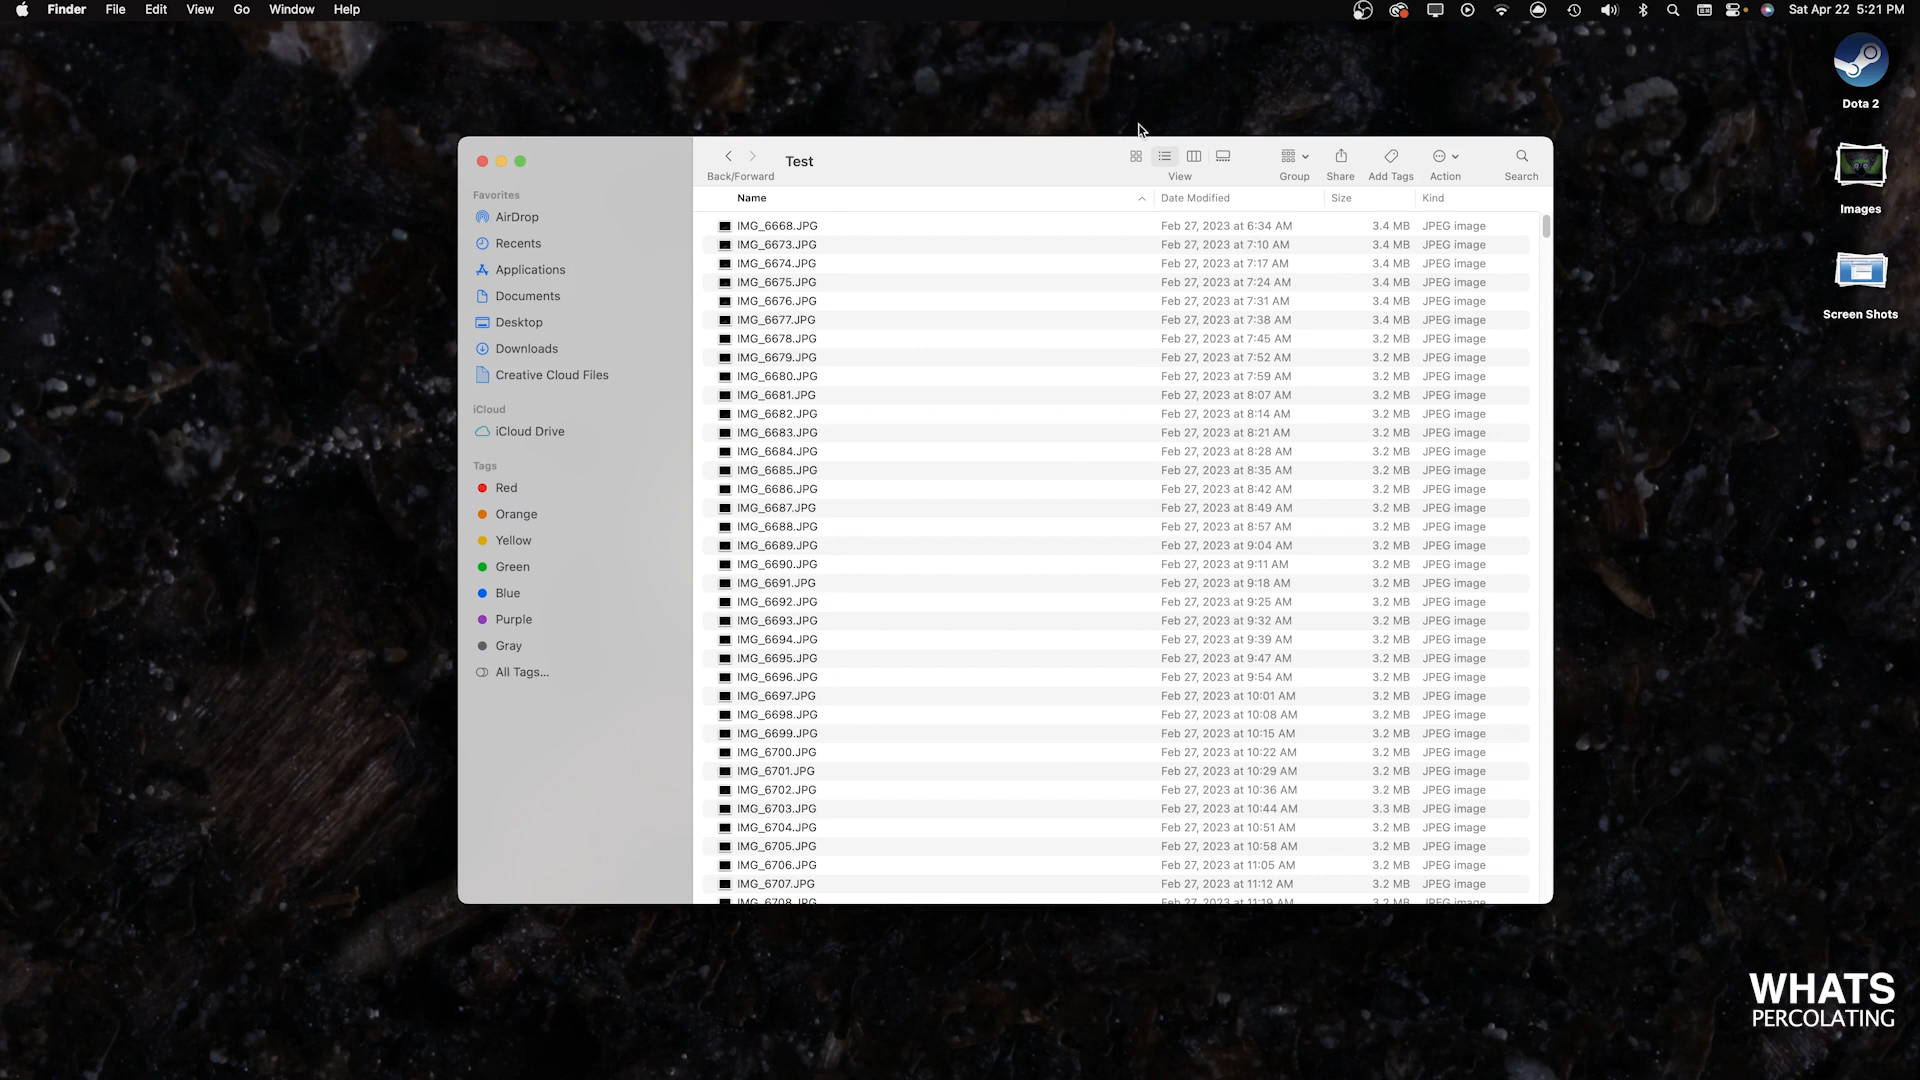 Finder File Edit View Go Window Help
Sat Apr 22 5:21 PM
Dota 2
Images
Screen Shots
Test
Back/Forward
View
Group
Share
Add Tags
Action
Search
Favorites
AirDrop
Recents
Applications
Documents
Desktop
Downloads
Creative Cloud Files
iCloud
iCloud Drive
Tags
Red
Orange
Yellow
Green
Blue
Purple
Gray
All Tags...
Name Date Modified Size Kind
IMG_6668.JPG Feb 27, 2023 at 6:34 AM 3.4 MB JPEG image
IMG_6673.JPG Feb 27, 2023 at 7:10 AM 3.4 MB JPEG image
IMG_6674.JPG Feb 27, 2023 at 7:17 AM 3.4 MB JPEG image
IMG_6675.JPG Feb 27, 2023 at 7:24 AM 3.4 MB JPEG image
IMG_6676.JPG Feb 27, 2023 at 7:31 AM 3.4 MB JPEG image
IMG_6677.JPG Feb 27, 2023 at 7:38 AM 3.4 MB JPEG image
IMG_6678.JPG Feb 27, 2023 at 7:45 AM 3.2 MB JPEG image
IMG_6679.JPG Feb 27, 2023 at 7:52 AM 3.2 MB JPEG image
IMG_6680.JPG Feb 27, 2023 at 7:59 AM 3.2 MB JPEG image
IMG_6681.JPG Feb 27, 2023 at 8:07 AM 3.2 MB JPEG image
IMG_6682.JPG Feb 27, 2023 at 8:14 AM 3.2 MB JPEG image
IMG_6683.JPG Feb 27, 2023 at 8:21 AM 3.2 MB JPEG image
IMG_6684.JPG Feb 27, 2023 at 8:28 AM 3.2 MB JPEG image
IMG_6685.JPG Feb 27, 2023 at 8:35 AM 3.2 MB JPEG image
IMG_6686.JPG Feb 27, 2023 at 8:42 AM 3.2 MB JPEG image
IMG_6687.JPG Feb 27, 2023 at 8:49 AM 3.2 MB JPEG image
IMG_6688.JPG Feb 27, 2023 at 8:57 AM 3.2 MB JPEG image
IMG_6689.JPG Feb 27, 2023 at 9:04 AM 3.2 MB JPEG image
IMG_6690.JPG Feb 27, 2023 at 9:11 AM 3.2 MB JPEG image
IMG_6691.JPG Feb 27, 2023 at 9:18 AM 3.2 MB JPEG image
IMG_6692.JPG Feb 27, 2023 at 9:25 AM 3.2 MB JPEG image
IMG_6693.JPG Feb 27, 2023 at 9:32 AM 3.2 MB JPEG image
IMG_6694.JPG Feb 27, 2023 at 9:39 AM 3.2 MB JPEG image
IMG_6695.JPG Feb 27, 2023 at 9:47 AM 3.2 MB JPEG image
IMG_6696.JPG Feb 27, 2023 at 9:54 AM 3.2 MB JPEG image
IMG_6697.JPG Feb 27, 2023 at 10:01 AM 3.2 MB JPEG image
IMG_6698.JPG Feb 27, 2023 at 10:08 AM 3.2 MB JPEG image
IMG_6699.JPG Feb 27, 2023 at 10:15 AM 3.2 MB JPEG image
IMG_6700.JPG Feb 27, 2023 at 10:22 AM 3.2 MB JPEG image
IMG_6701.JPG Feb 27, 2023 at 10:29 AM 3.2 MB JPEG image
IMG_6702.JPG Feb 27, 2023 at 10:36 AM 3.2 MB JPEG image
IMG_6703.JPG Feb 27, 2023 at 10:44 AM 3.3 MB JPEG image
IMG_6704.JPG Feb 27, 2023 at 10:51 AM 3.2 MB JPEG image
IMG_6705.JPG Feb 27, 2023 at 10:58 AM 3.2 MB JPEG image
IMG_6706.JPG Feb 27, 2023 at 11:05 AM 3.2 MB JPEG image
IMG_6707.JPG Feb 27, 2023 at 11:12 AM 3.2 MB JPEG image
IMG_6708.JPG Feb 27, 2023 at 11:19 AM 3.2 MB JPEG image
WHATS
PERCOLATING